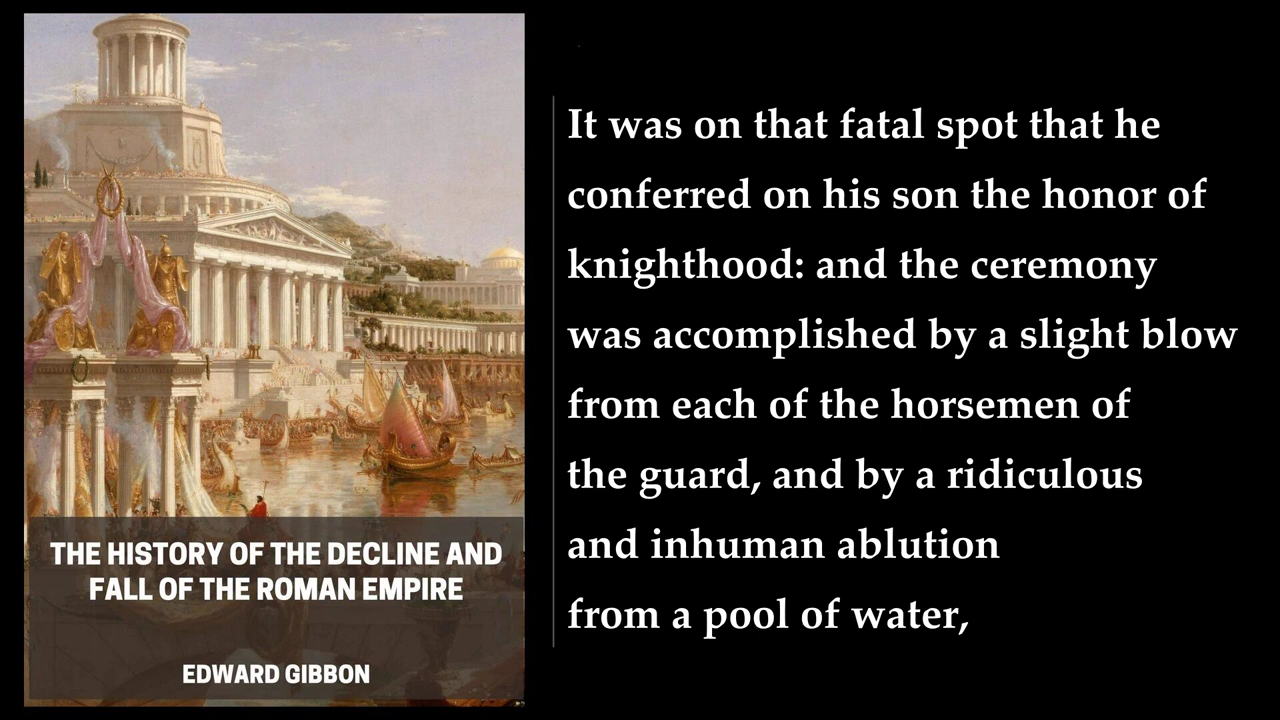 THE HISTORY OF THE DECLINE AND
FALL OF THE ROMAN EMPIRE
EDWARD GIBBON
It was on that fatal spot that he
conferred on his son the honor of
knighthood: and the ceremony
was accomplished by a slight blow
from each of the horsemen of
the guard, and by a ridiculous
and inhuman ablution
from a pool of water,